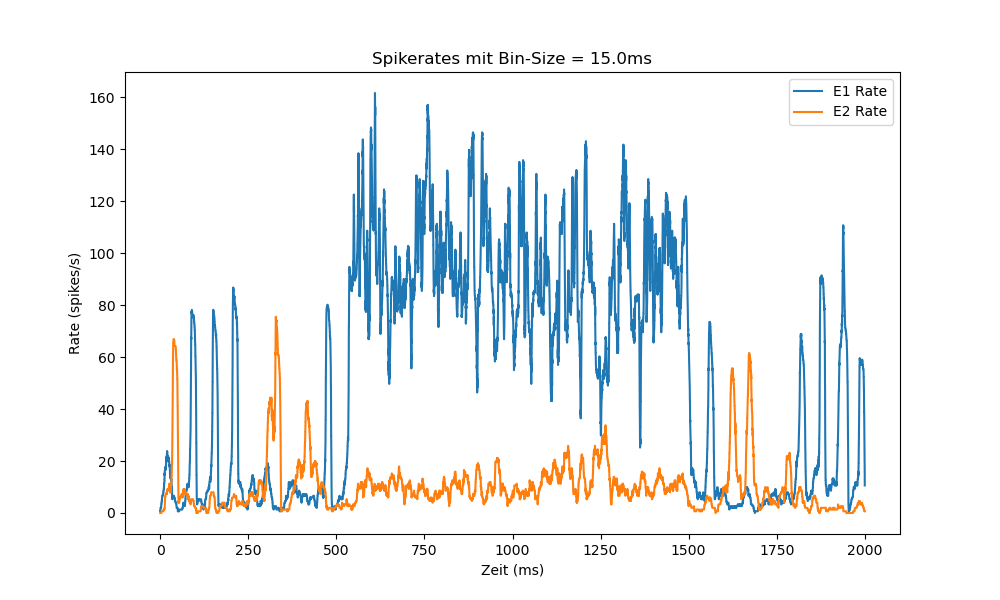 Spikerates mit Bin-Size = 15.0ms
E1 Rate
E2 Rate
160
140
120
100
80
60
40
20
0
Rate (spikes/s)
0 250 500 750 1000 1250 1500 1750 2000
Zeit (ms)